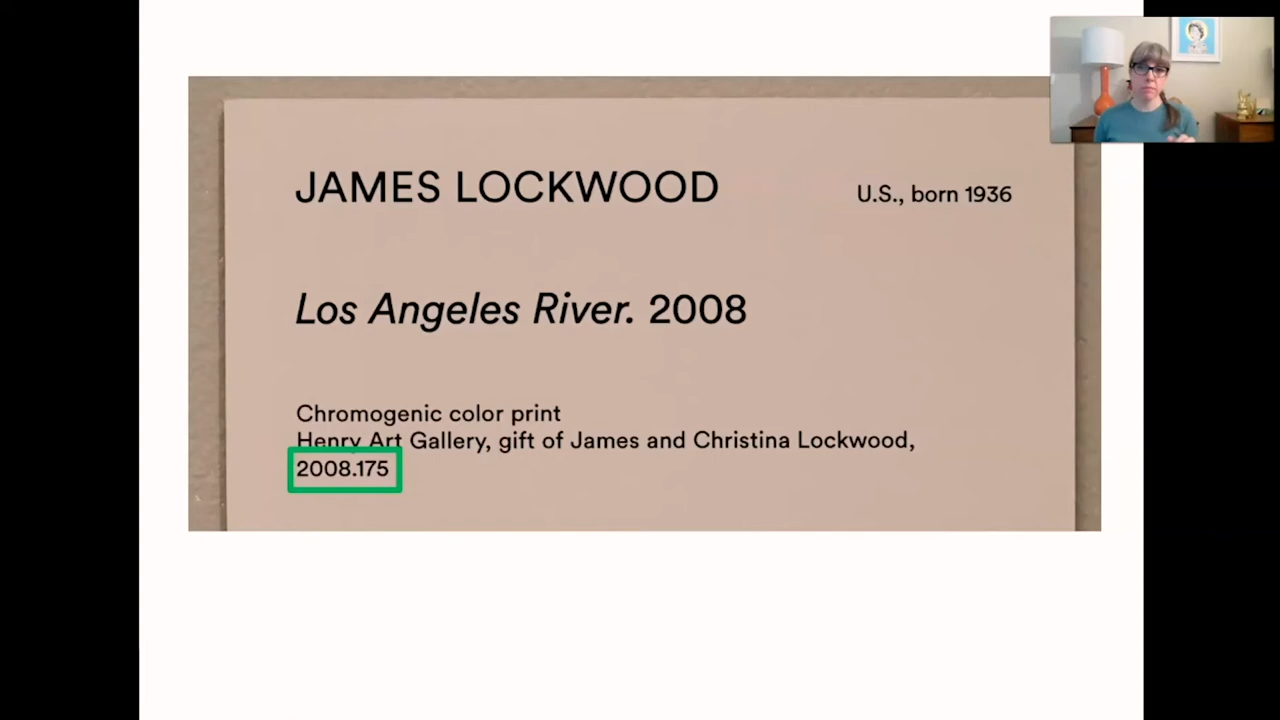 JAMES LOCKWOOD
U.S., born 1936
Los Angeles River. 2008
Chromogenic color print
Henry Art Gallery, gift of James and Christina Lockwood,
2008.175